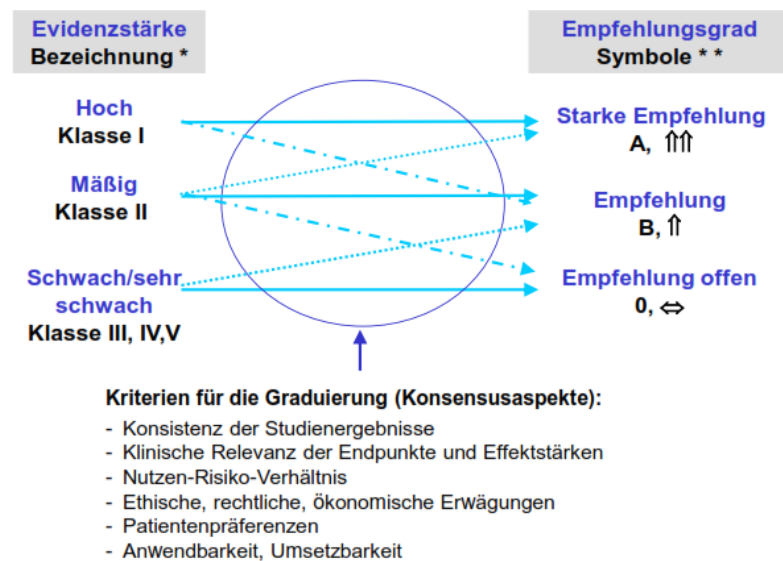 Evidenzstärke
Bezeichnung *
Empfehlungsgrad
Symbole * *
Hoch
Klasse I
Starke Empfehlung
A, ⇑⇑
Mäßig
Klasse II
Empfehlung
B, ⇑
Schwach/sehr
schwach
Klasse III, IV,V
Empfehlung offen
0, ⇔
Kriterien für die Graduierung (Konsensusaspekte):
- Konsistenz der Studienergebnisse
- Klinische Relevanz der Endpunkte und Effektstärken
- Nutzen-Risiko-Verhältnis
- Ethische, rechtliche, ökonomische Erwägungen
- Patientenpräferenzen
- Anwendbarkeit, Umsetzbarkeit